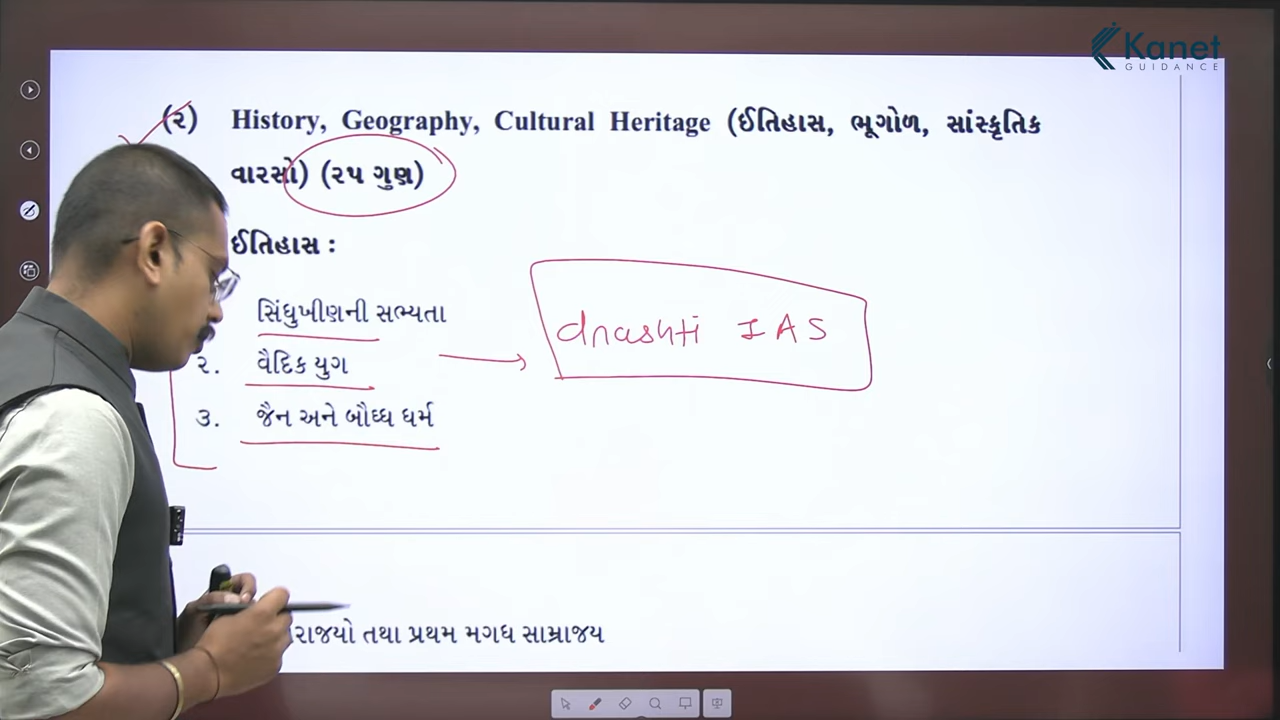 Kanet
GUIDANCE
(૨) History, Geography, Cultural Heritage (ઈતિહાસ, ભૂગોળ, સાંસ્કૃતિક
વારસો) (૨૫ ગુણ)
ઈતિહાસ :
સિંધુખીણની સભ્યતા
૨. વૈદિક યુગ
૩. જૈન અને બૌધ્ધ ધર્મ
drashti IAS
રાજયો તથા પ્રથમ મગધ સામ્રાજય